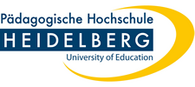 Pädagogische Hochschule
HEIDELBERG
University of Education